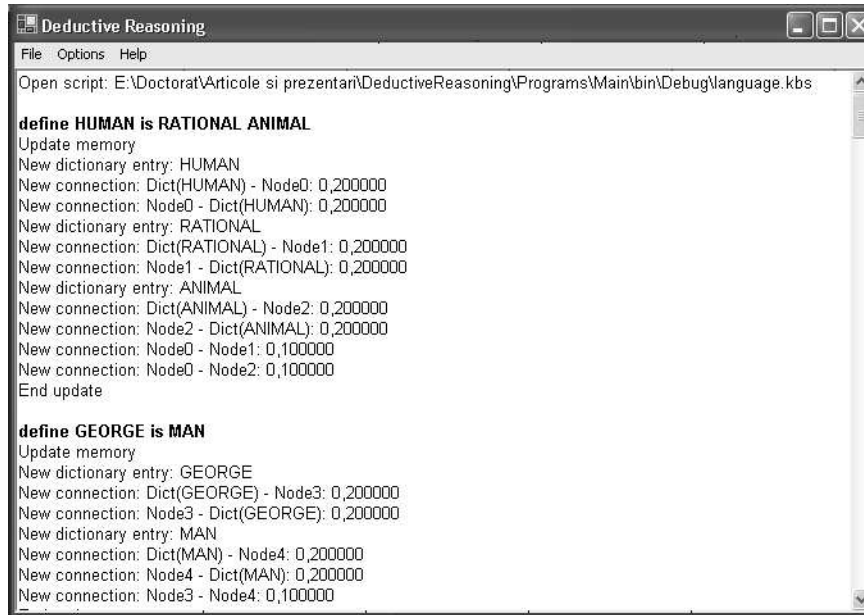 Deductive Reasoning
File Options Help
Open script: E:\Doctorat\Articole si prezentari\DeductiveReasoning\Programs\Main\bin\Debug\language.kbs
define HUMAN is RATIONAL ANIMAL
Update memory
New dictionary entry: HUMAN
New connection: Dict(HUMAN) - Node0: 0,200000
New connection: Node0 - Dict(HUMAN): 0,200000
New dictionary entry: RATIONAL
New connection: Dict(RATIONAL) - Node1: 0,200000
New connection: Node1 - Dict(RATIONAL): 0,200000
New dictionary entry: ANIMAL
New connection: Dict(ANIMAL) - Node2: 0,200000
New connection: Node2 - Dict(ANIMAL): 0,200000
New connection: Node0 - Node1: 0,100000
New connection: Node0 - Node2: 0,100000
End update
define GEORGE is MAN
Update memory
New dictionary entry: GEORGE
New connection: Dict(GEORGE) - Node3: 0,200000
New connection: Node3 - Dict(GEORGE): 0,200000
New dictionary entry: MAN
New connection: Dict(MAN) - Node4: 0,200000
New connection: Node4 - Dict(MAN): 0,200000
New connection: Node3 - Node4: 0,100000